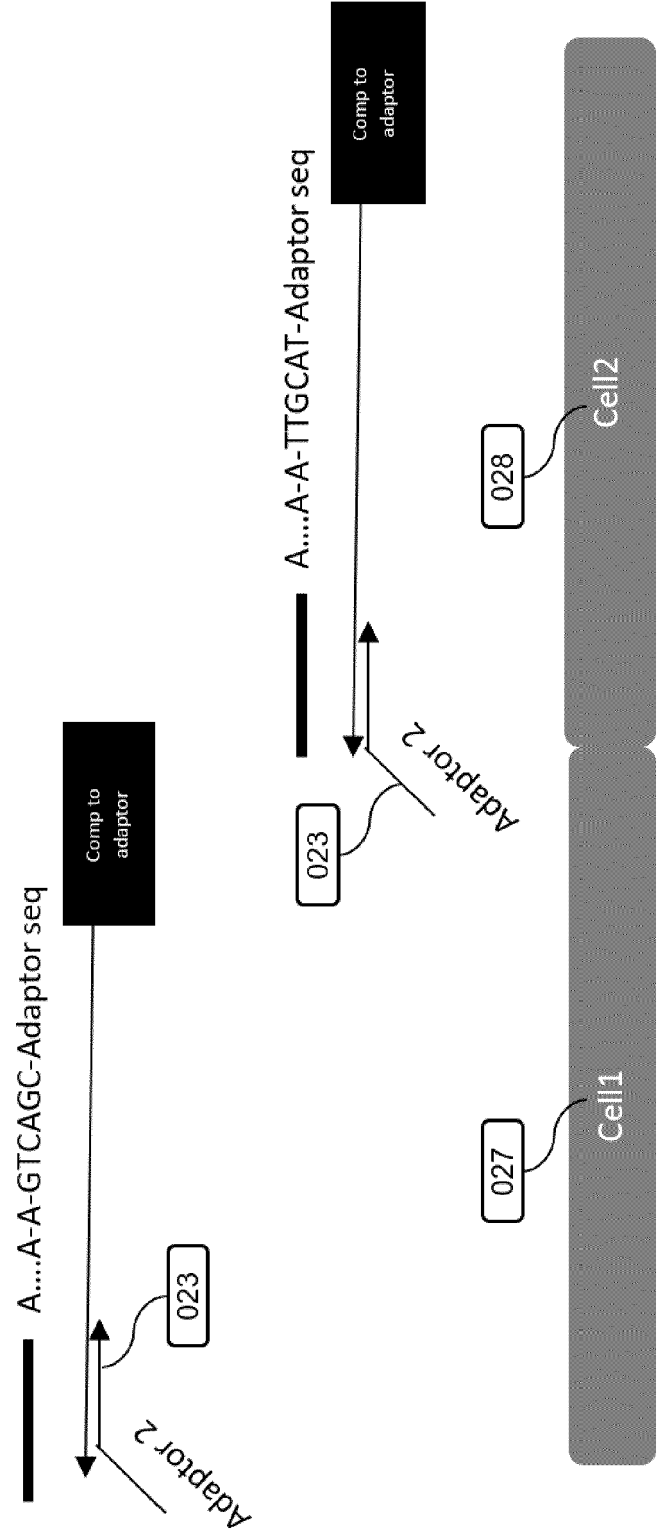 A....A-A-GTCAGC-Adaptor seq
Comp to
adaptor
023
Adaptor 2
A....A-A-TTGCAT-Adaptor seq
Comp to
adaptor
023
Adaptor 2
027
Cell1
028
Cell2